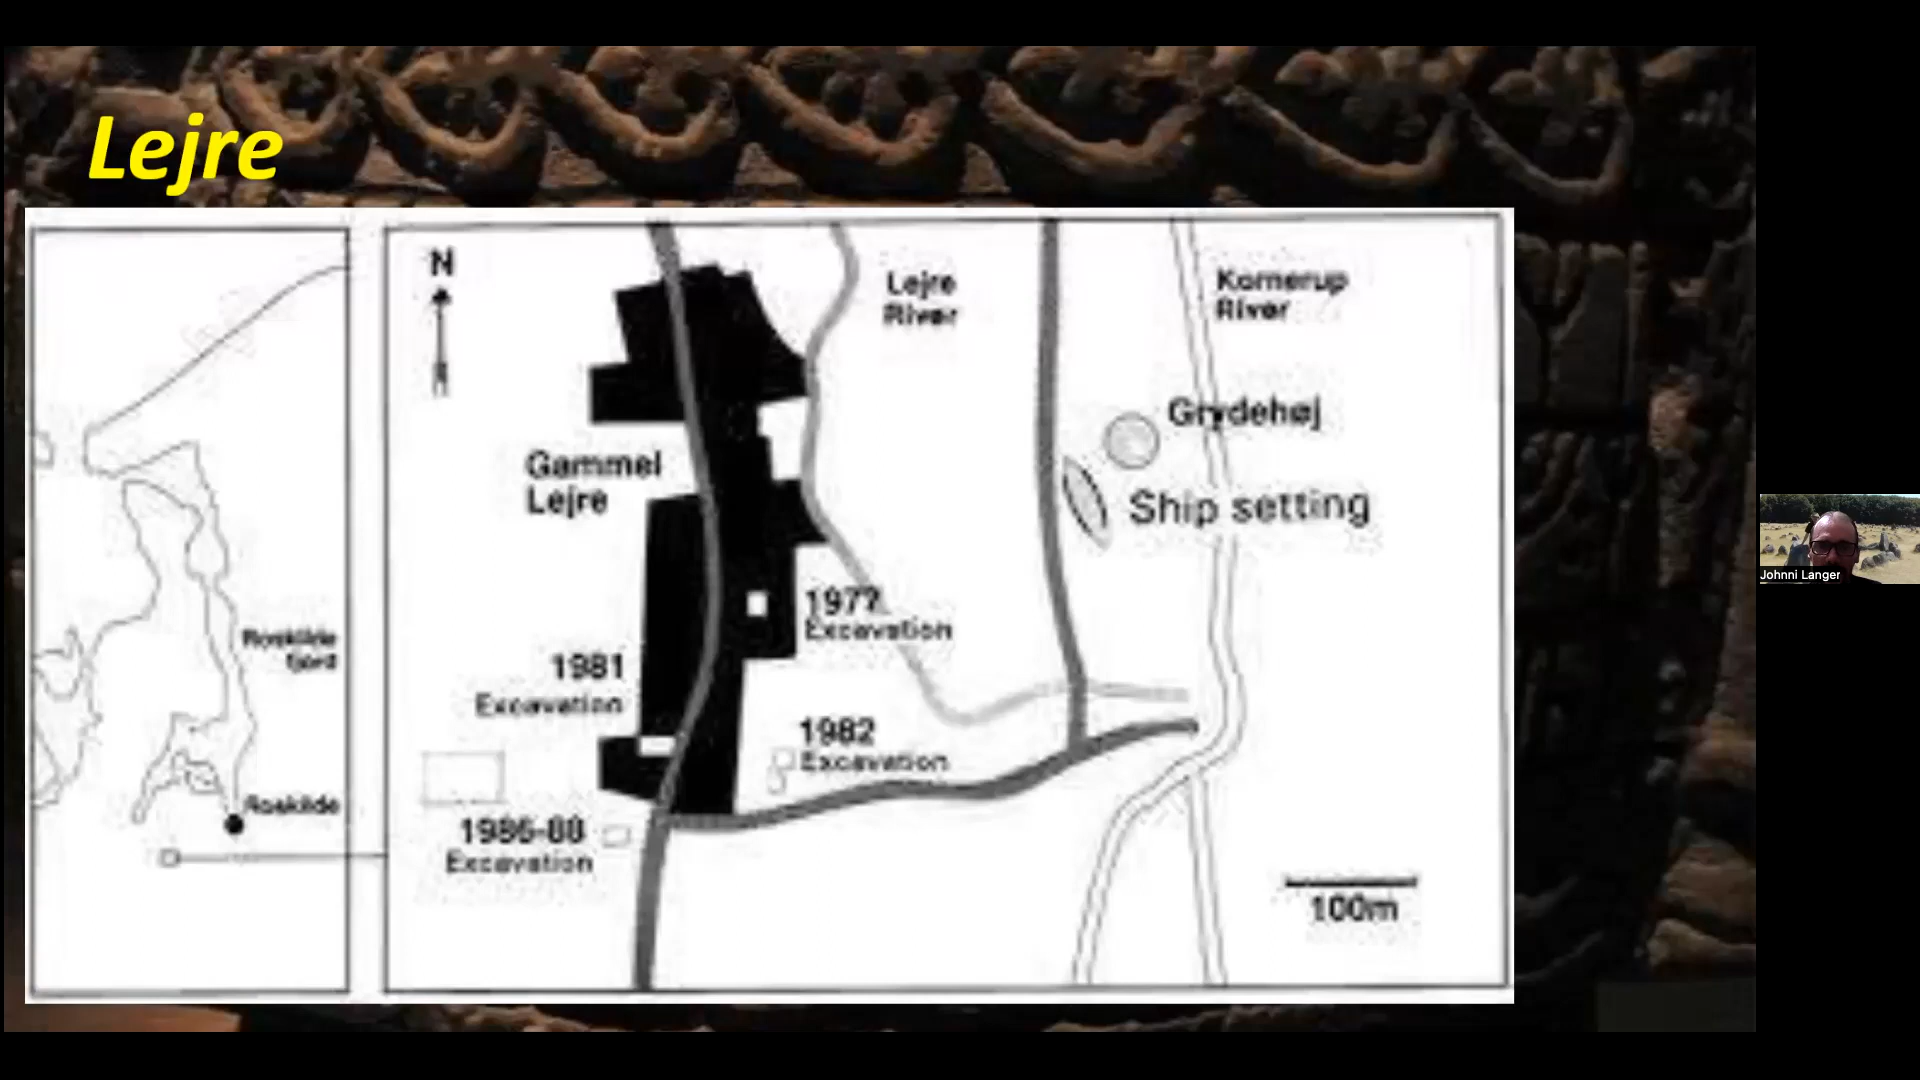 Lejre
N
Lejre
River
Kornerup
River
Grydehøj
Gammel
Lejre
Ship setting
1977
Excavation
Roskilde
fjord
1981
Excavation
1982
Excavation
Roskilde
1986-88
Excavation
100m
Johnni Langer